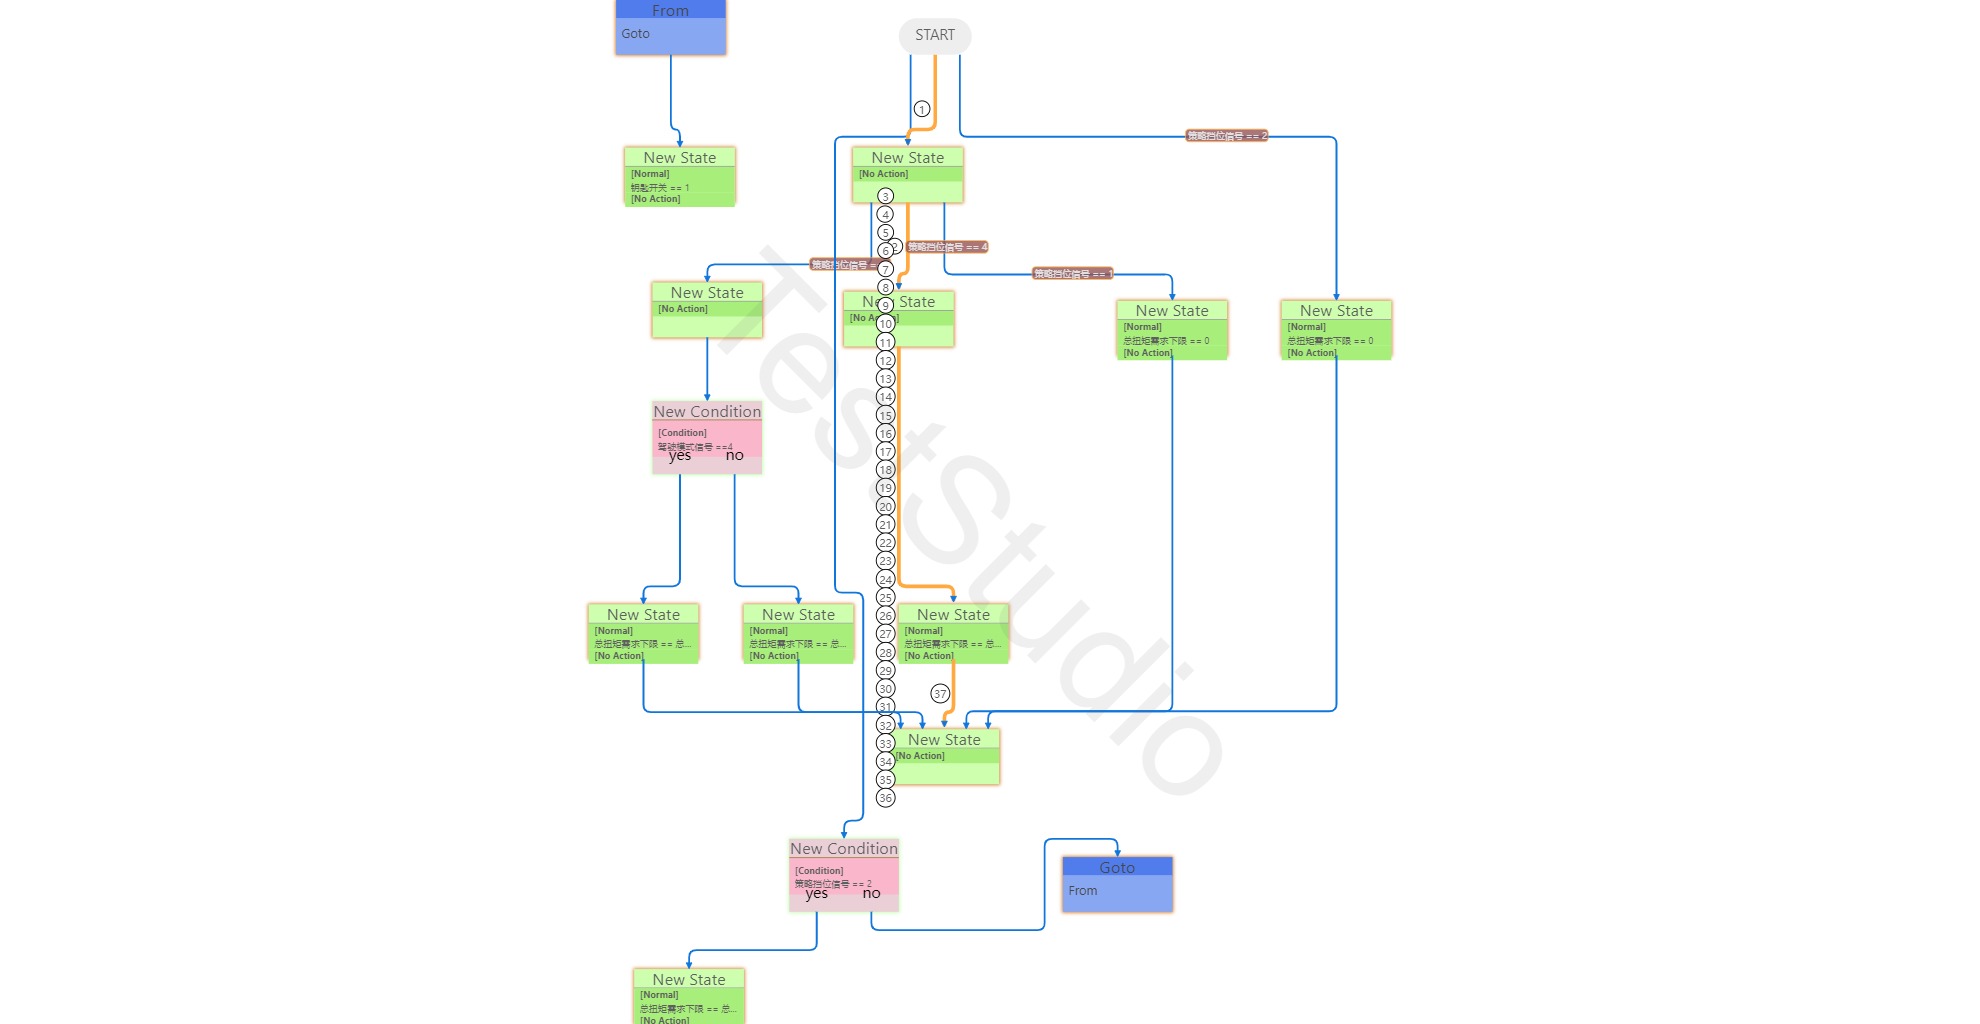 From
Goto
START
1
策略挡位信号 == 2
New State
[Normal]
钥匙开关 == 1
[No Action]
New State
[No Action]
3
4
5
6
2
策略挡位信号 == 4
策略挡位信号 =
7
策略挡位信号 == 1
8
New State
[No Action]
New State
[No Action]
9
10
11
New State
[Normal]
总扭矩需求下限 == 0
[No Action]
New State
[Normal]
总扭矩需求下限 == 0
[No Action]
12
13
14
15
16
17
18
19
20
21
22
23
24
25
26
27
28
29
30
31
32
33
34
35
36
New Condition
[Condition]
驾驶模式信号 ==4
yes no
New State
[Normal]
总扭矩需求下限 == 总...
[No Action]
New State
[Normal]
总扭矩需求下限 == 总...
[No Action]
New State
[Normal]
总扭矩需求下限 == 总...
[No Action]
37
New State
[No Action]
New Condition
[Condition]
策略挡位信号 == 2
yes no
Goto
From
New State
[Normal]
总扭矩需求下限 == 总...
[No Action]
TestStudio